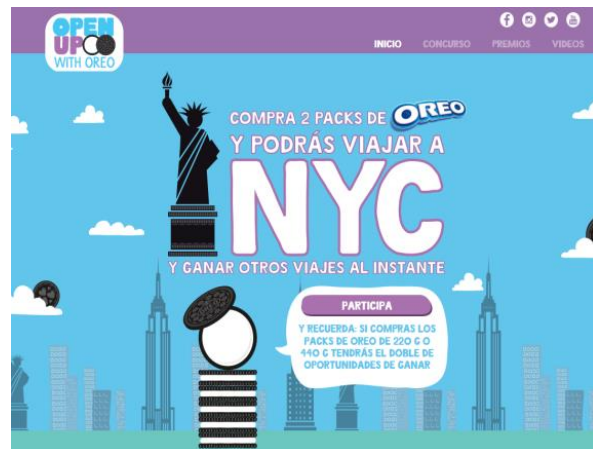 OPEN
UP
WITH OREO
INICIO CONCURSO PREMIOS VIDEOS
COMPRA 2 PACKS DE OREO
Y PODRÁS VIAJAR A
NYC
Y GANAR OTROS VIAJES AL INSTANTE
PARTICIPA
Y RECUERDA: SI COMPRAS LOS
PACKS DE OREO DE 220 G O
440 G TENDRÁS EL DOBLE DE
OPORTUNIDADES DE GANAR